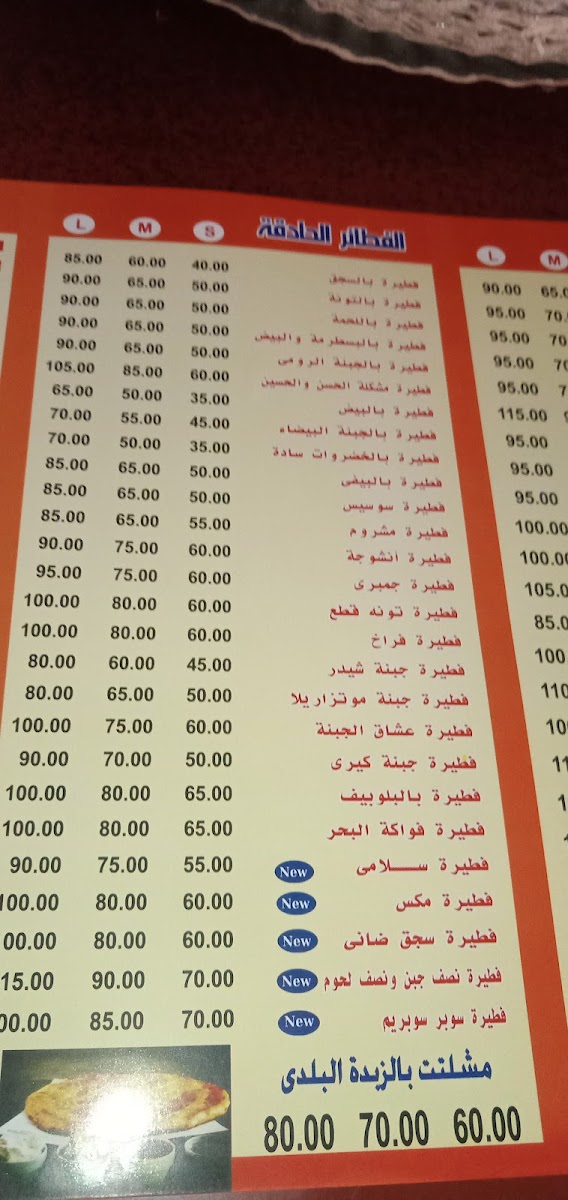 الفطائر الحادقة S M L
فطيرة بالسجق 40.00 60.00 85.00
فطيرة بالتونة 50.00 65.00 90.00
فطيرة باللحمة 50.00 65.00 90.00
فطيرة بالبسطرمة والبيض 50.00 65.00 90.00
فطيرة بالجبنة الرومى 50.00 65.00 90.00
فطيرة مشكلة الحسن والحسين 60.00 85.00 105.00
فطيرة بالبيض 35.00 50.00 65.00
فطيرة بالجبنة البيضاء 45.00 55.00 70.00
فطيرة بالخضروات سادة 35.00 50.00 70.00
فطيرة بالبيفى 50.00 65.00 85.00
فطيرة سوسيس 50.00 65.00 85.00
فطيرة مشروم 55.00 65.00 85.00
فطيرة أنشوجة 60.00 75.00 90.00
فطيرة جمبرى 60.00 75.00 95.00
فطيرة تونه قطع 60.00 80.00 100.00
فطيرة فراخ 60.00 80.00 100.00
فطيرة جبنة شيدر 45.00 60.00 80.00
فطيرة جبنة موتزاريلا 50.00 65.00 80.00
فطيرة عشاق الجبنة 60.00 75.00 100.00
فطيرة جبنة كيرى 50.00 70.00 90.00
فطيرة بالبلوبيف 65.00 80.00 100.00
فطيرة فواكة البحر 65.00 80.00 100.00
فطيرة ســـلامى New 55.00 75.00 90.00
فطيرة مكس New 60.00 80.00 100.00
فطيرة سجق ضانى New 60.00 80.00 00.00
فطيرة نصف جبن ونصف لحوم New 70.00 90.00 15.00
فطيرة سوبر سوبريم New 70.00 85.00 00.00
مشلتت بالزبدة البلدى
60.00 70.00 80.00
M L
90.00
95.00
95.00
95.00
95.00
115.00
95.00
95.00
95.00
100.00
100.00